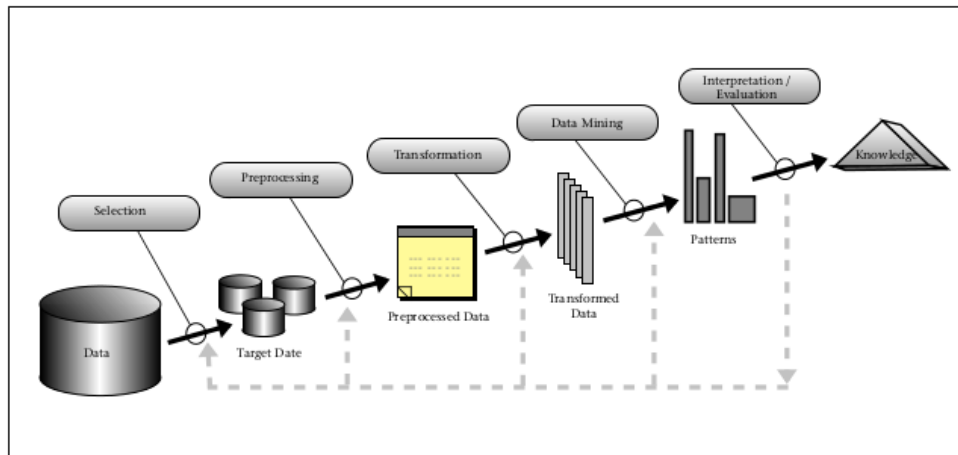 Interpretation /
Evaluation
Data Mining
Transformation
Preprocessing
Selection
Knowledge
Patterns
Transformed
Data
Preprocessed Data
Target Date
Data